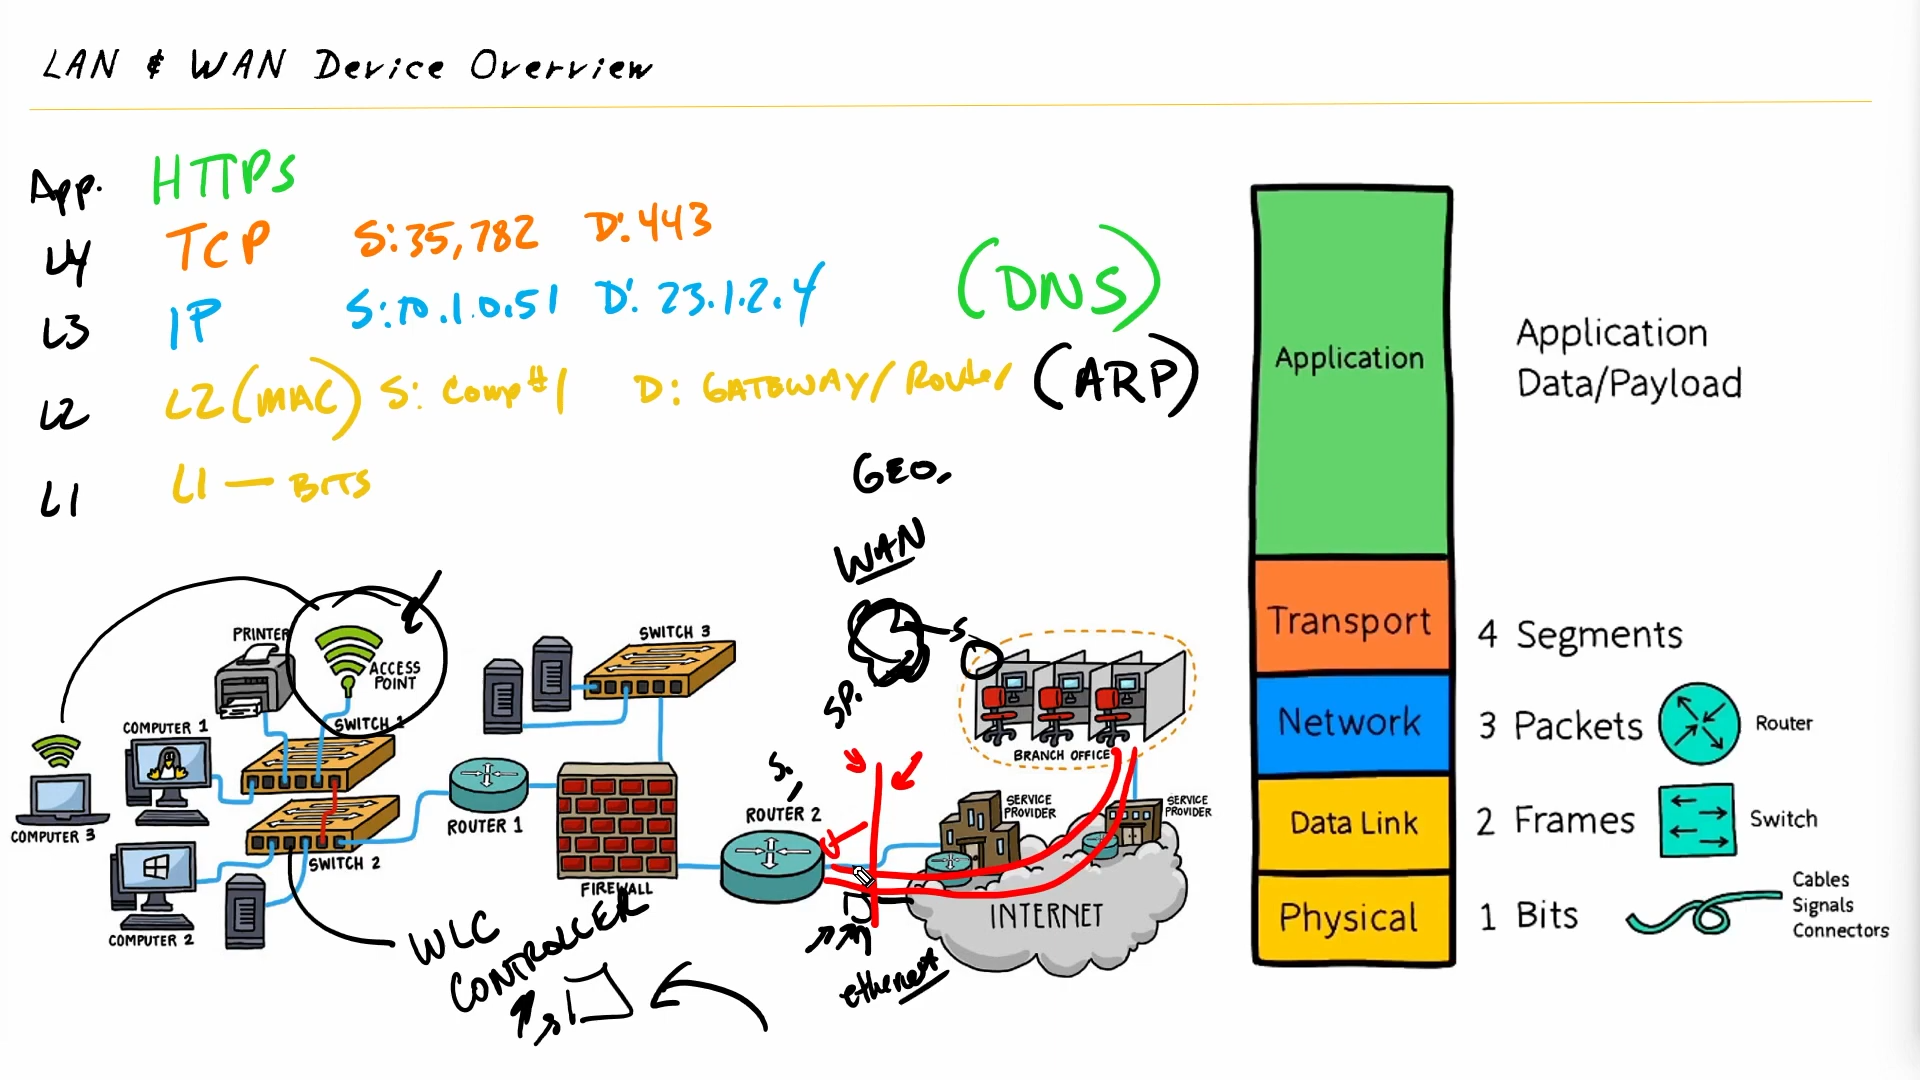 LAN & WAN Device Overview
App. HTTPS
L4 TCP S:35,782 D:443
L3 IP S:10.1.0.51 D: 23.1.2.4 (DNS)
L2 L2(MAC) S: Comp#1 D: GATEWAY/Router (ARP)
L1 L1 — BITS
GEO.
WAN
S
SP.
PRINTER
ACCESS
POINT
SWITCH 1
COMPUTER 1
COMPUTER 3
SWITCH 2
COMPUTER 2
ROUTER 1
SWITCH 3
FIREWALL
WLC
CONTROLLER
S.
ROUTER 2
ethernet
BRANCH OFFICE
SERVICE
PROVIDER
SERVICE
PROVIDER
INTERNET
Application
Application
Data/Payload
Transport
4 Segments
Network
3 Packets
Router
Data Link
2 Frames
Switch
Physical
1 Bits
Cables
Signals
Connectors